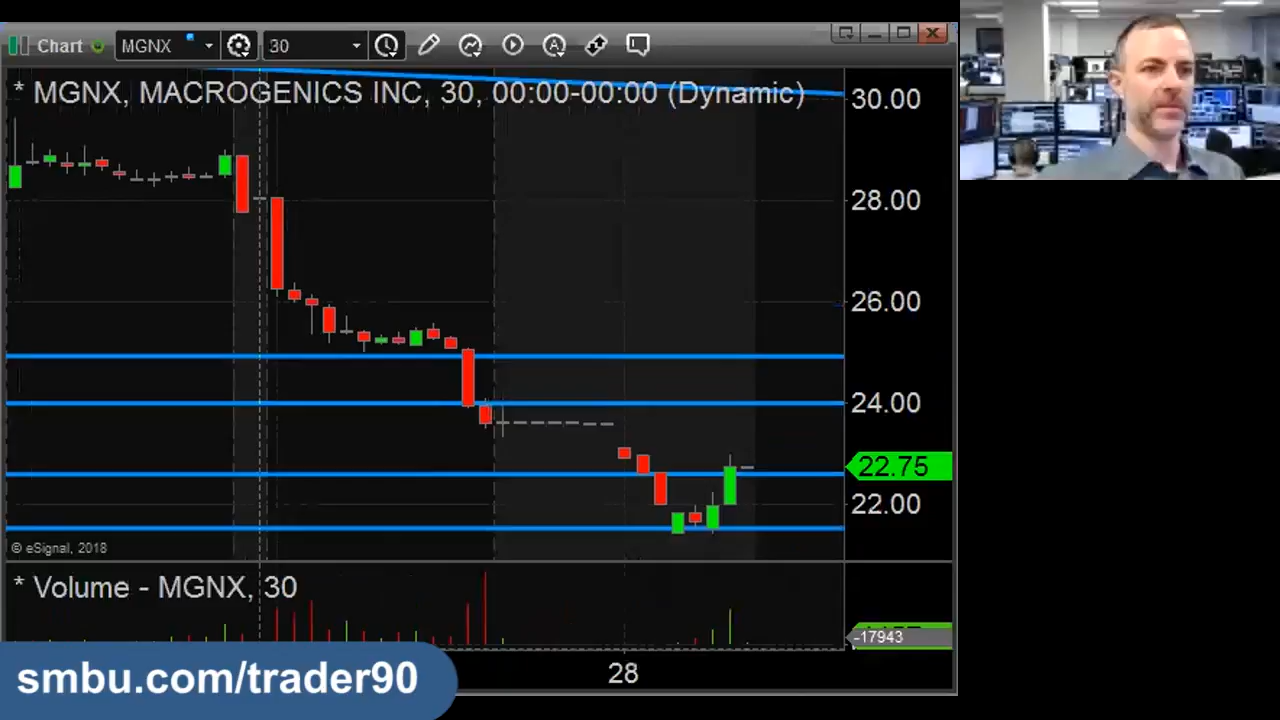 Chart MGNX 30
* MGNX, MACROGENICS INC, 30, 00:00-00:00 (Dynamic)
30.00
28.00
26.00
24.00
22.75
22.00
© eSignal, 2018
* Volume - MGNX, 30
-17943
28
smbu.com/trader90